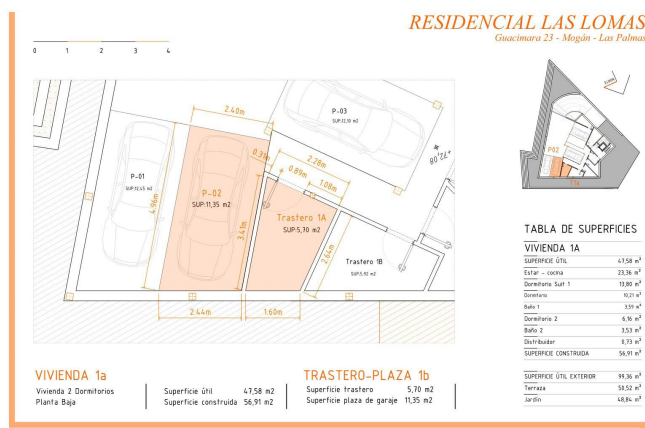 RESIDENCIAL LAS LOMAS
Guacimara 23 - Mogán - Las Palmas
0 1 2 3 4
2.40m
P-03
SUP:12,10 m2
+72,08
0.31m
2.28m
0.89m
1.08m
P-01
SUP:12,45 m2
P-02
SUP:11,35 m2
4.96m
3.41m
Trastero 1A
SUP:5,70 m2
2.64m
Trastero 1B
SUP:5,92 m2
2.44m
1.60m
P02
T1a
TABLA DE SUPERFICIES
VIVIENDA 1A
SUPERFICIE ÚTIL 47,58 m²
Estar - cocina 23,36 m²
Dormitorio Suit 1 13,80 m²
Dormitorio 10,21 m²
Baño 1 3,59 m²
Dormitorio 2 6,16 m²
Baño 2 3,53 m²
Distribuidor 0,73 m²
SUPERFICIE CONSTRUIDA 56,91 m²
SUPERFICIE ÚTIL EXTERIOR 99,36 m²
Terraza 50,52 m²
Jardín 48,84 m²
VIVIENDA 1a
Vivienda 2 Dormitorios
Planta Baja
Superficie útil 47,58 m2
Superficie construida 56,91 m2
TRASTERO-PLAZA 1b
Superficie trastero 5,70 m2
Superficie plaza de garaje 11,35 m2